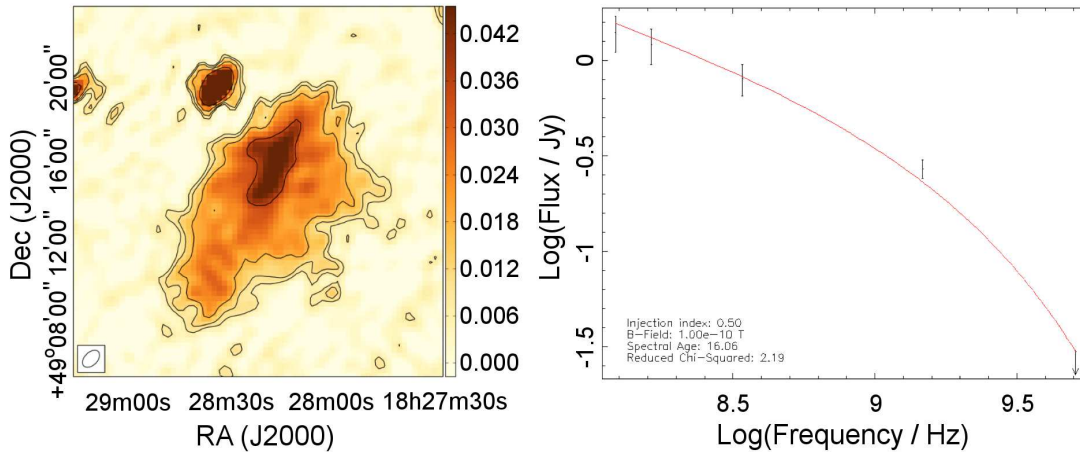 0.042
0.036
0.030
0.024
0.018
0.012
0.006
0.000
Dec (J2000)
20'00"
16'00"
12'00"
+49°08'00"
29m00s 28m30s 28m00s 18h27m30s
RA (J2000)
Log(Flux / Jy)
0
-0.5
-1
-1.5
Injection index: 0.50
B-Field: 1.00e-10 T
Spectral Age: 16.06
Reduced Chi-Squared: 2.19
8.5 9 9.5
Log(Frequency / Hz)